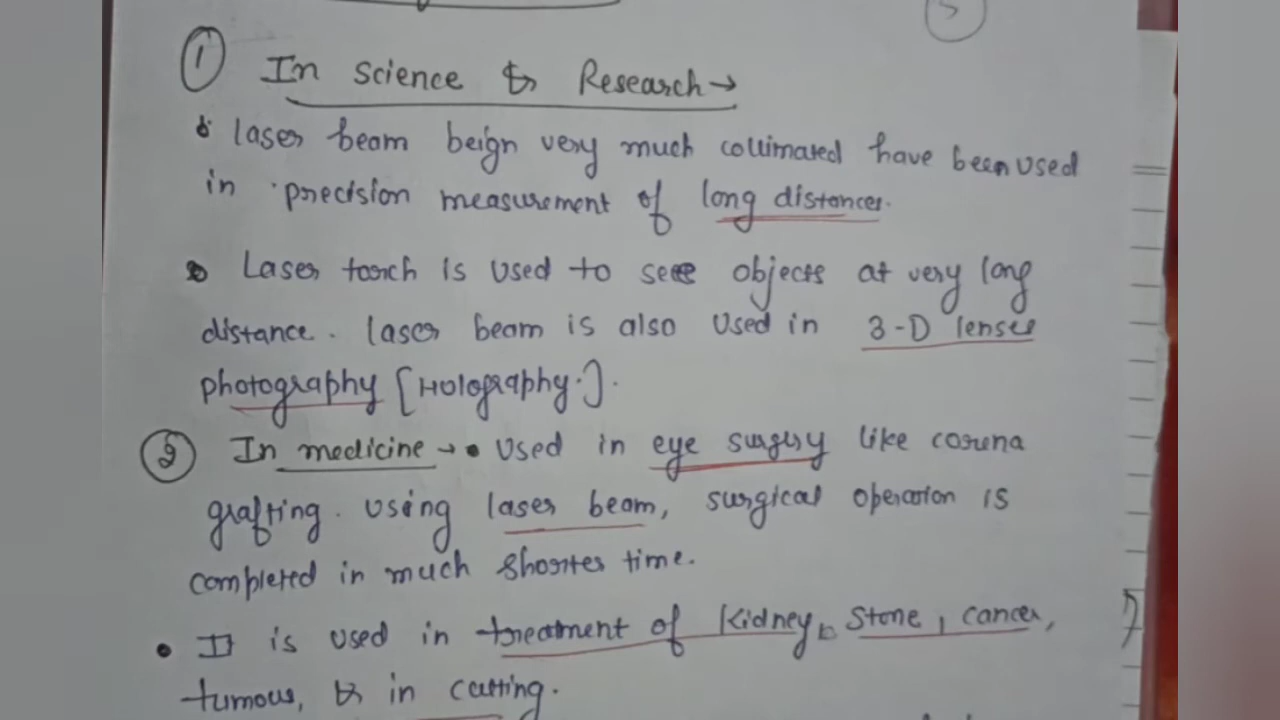 ① In science & Research →
• laser beam beign very much collimated have been used
in precision measurement of long distances.
• Laser torch is used to see objects at very long
distance. laser beam is also used in 3-D lenses
photography [Holography.].
② In medicine → • Used in eye surgery like coruna
grafting. Using laser beam, surgical operation is
completed in much shorter time.
• It is used in treatment of Kidney, Stone, cancer,
tumous, & in cutting.